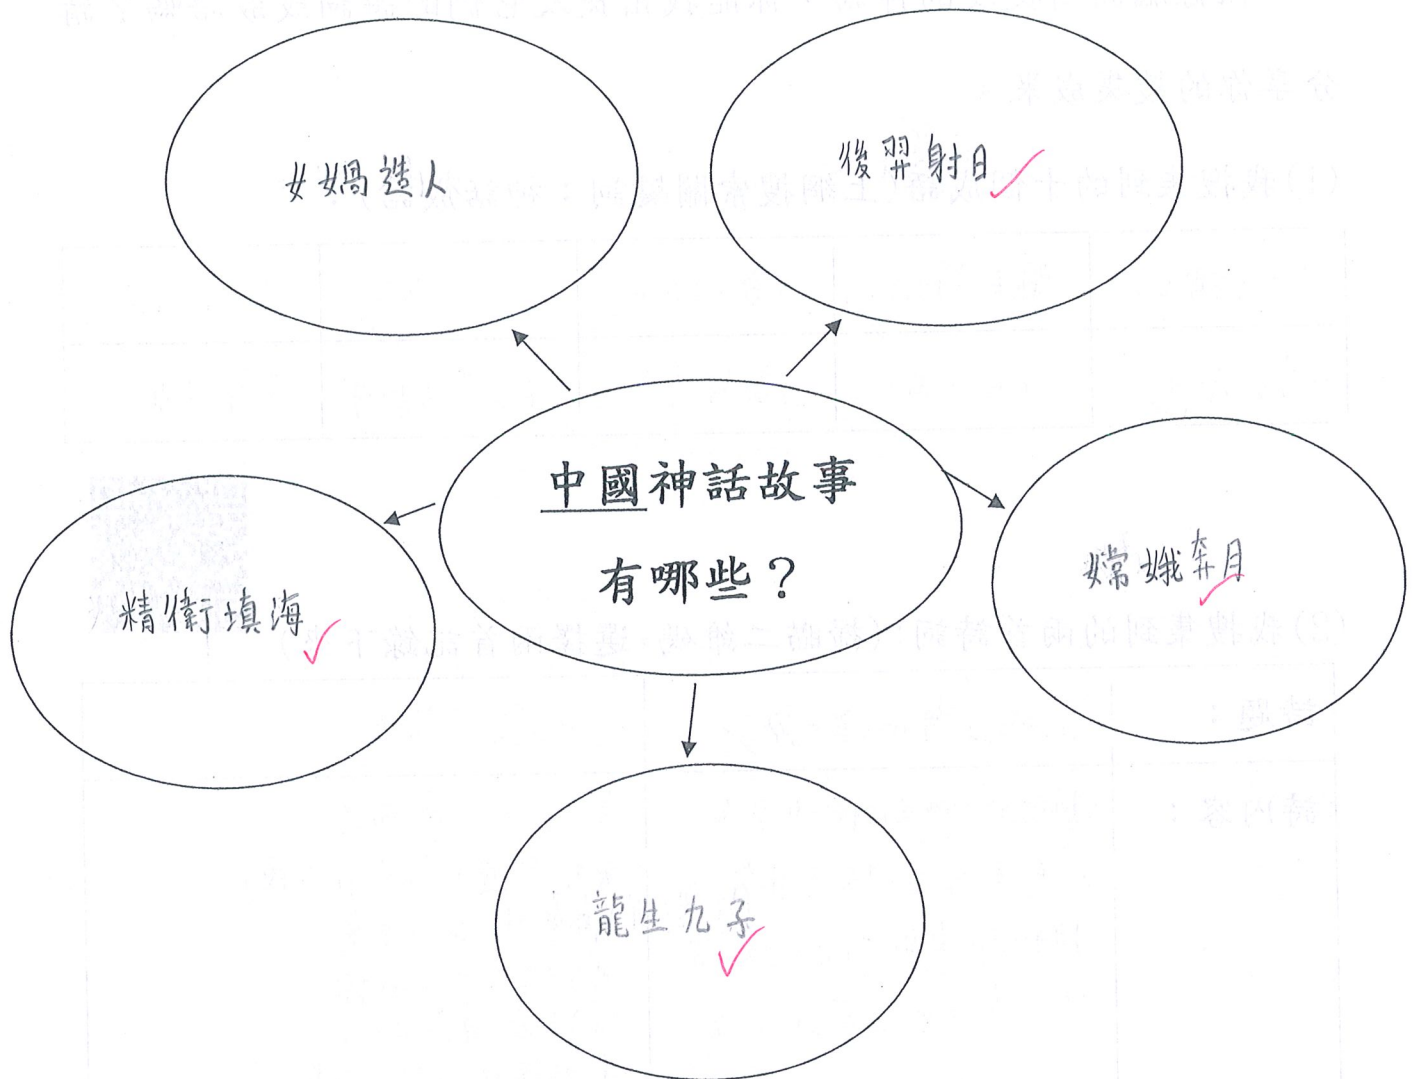 女媧造人
後羿射日
中國神話故事
有哪些？
嫦娥奔月
精衛填海
龍生九子